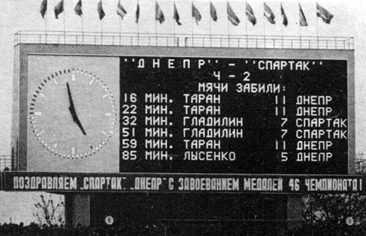 "ДНЕПР" - "СПАРТАК"
4 - 2
МЯЧИ ЗАБИЛИ:
16 МИН. ТАРАН 11 ДНЕПР
22 МИН. ТАРАН 11 ДНЕПР
32 МИН. ГЛАДИЛИН 7 СПАРТАК
51 МИН. ГЛАДИЛИН 7 СПАРТАК
59 МИН. ТАРАН 11 ДНЕПР
85 МИН. ЛЫСЕНКО 5 ДНЕПР
ПОЗДРАВЛЯЕМ "СПАРТАК", "ДНЕПР" С ЗАВОЕВАНИЕМ МЕДАЛЕЙ 46 ЧЕМПИОНАТА!